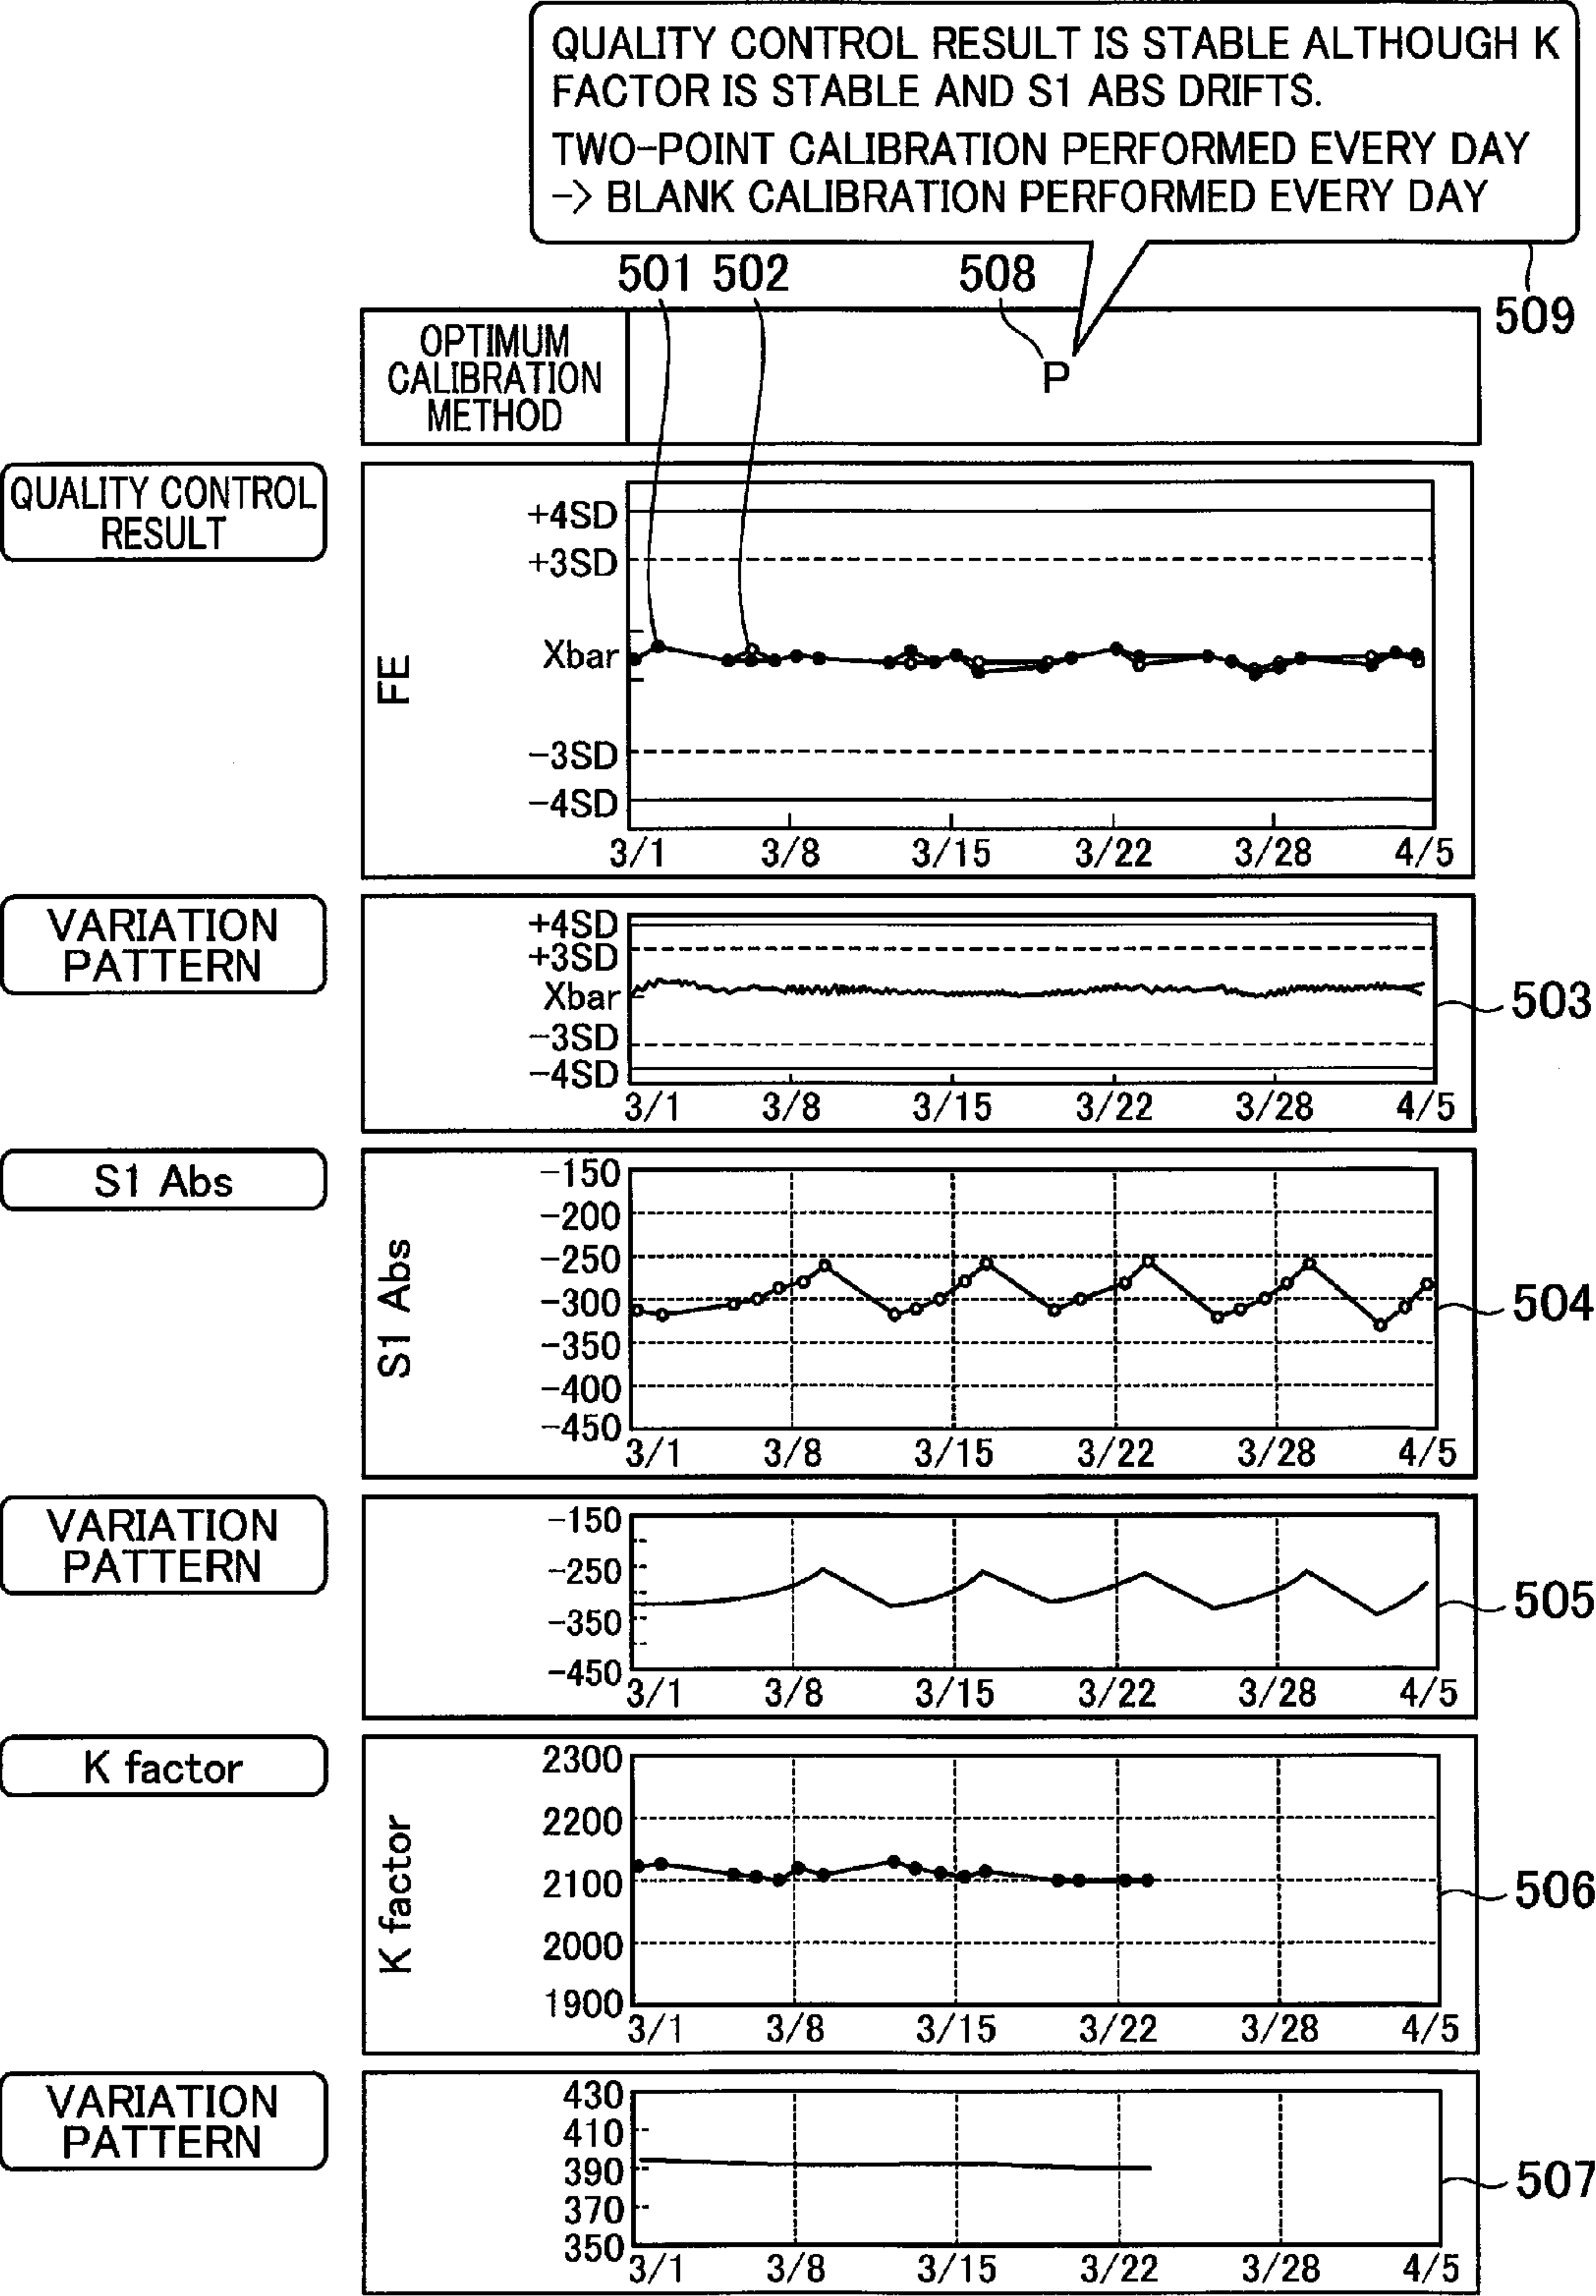 QUALITY CONTROL RESULT IS STABLE ALTHOUGH K
FACTOR IS STABLE AND S1 ABS DRIFTS.
TWO-POINT CALIBRATION PERFORMED EVERY DAY
-> BLANK CALIBRATION PERFORMED EVERY DAY
501 502 508 509
OPTIMUM
CALIBRATION
METHOD
P
QUALITY CONTROL
RESULT
FE
+4SD
+3SD
Xbar
-3SD
-4SD
3/1 3/8 3/15 3/22 3/28 4/5
VARIATION
PATTERN
+4SD
+3SD
Xbar
-3SD
-4SD
503
3/1 3/8 3/15 3/22 3/28 4/5
S1 Abs
S1 Abs
-150
-200
-250
-300
-350
-400
-450
504
3/1 3/8 3/15 3/22 3/28 4/5
VARIATION
PATTERN
-150
-250
-350
-450
505
3/1 3/8 3/15 3/22 3/28 4/5
K factor
K factor
2300
2200
2100
2000
1900
506
3/1 3/8 3/15 3/22 3/28 4/5
VARIATION
PATTERN
430
410
390
370
350
507
3/1 3/8 3/15 3/22 3/28 4/5